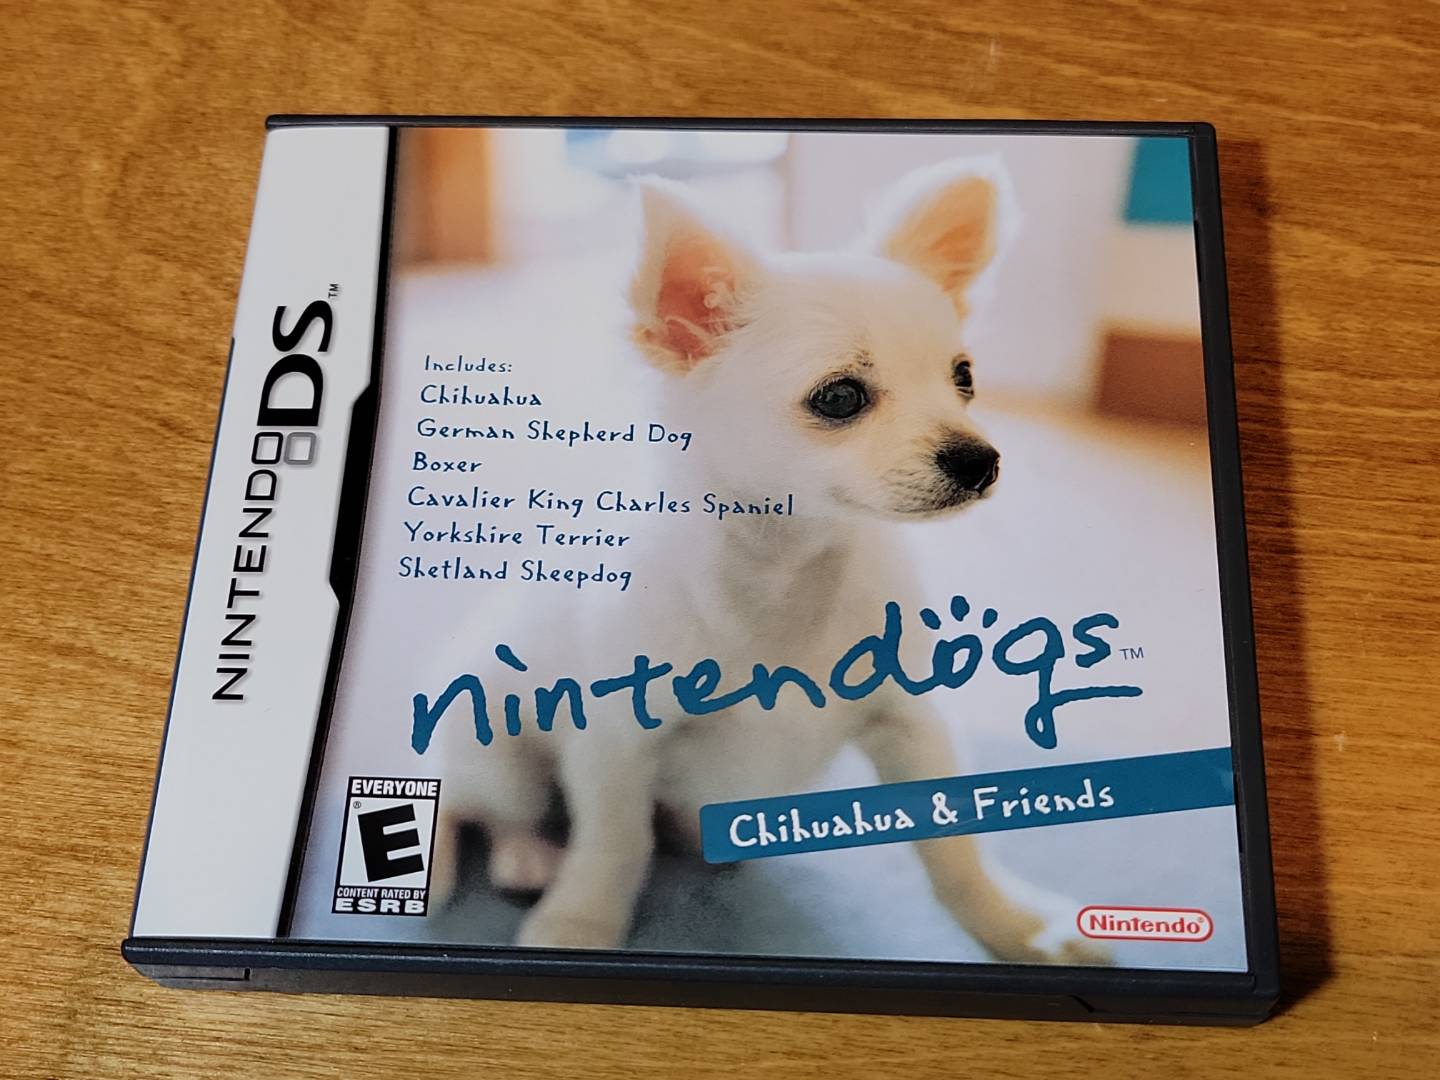 NINTENDO DS™
Includes:
Chihuahua
German Shepherd Dog
Boxer
Cavalier King Charles Spaniel
Yorkshire Terrier
Shetland Sheepdog
nintendögs™
Chihuahua & Friends
EVERYONE
E®
CONTENT RATED BY
ESRB
Nintendo®